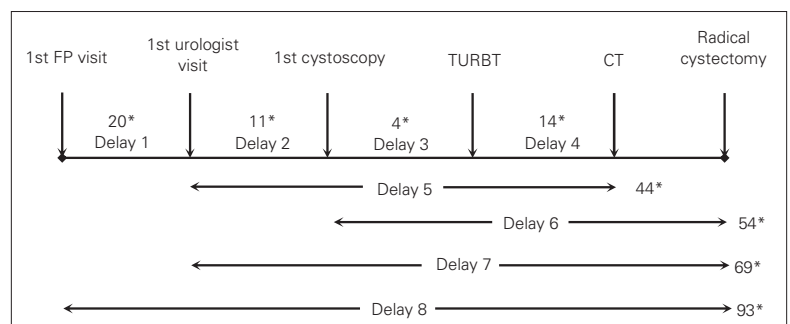 1st FP visit
1st urologist
visit
1st cystoscopy
TURBT
CT
Radical
cystectomy
20*
Delay 1
11*
Delay 2
4*
Delay 3
14*
Delay 4
Delay 5 44*
Delay 6 54*
Delay 7 69*
Delay 8 93*